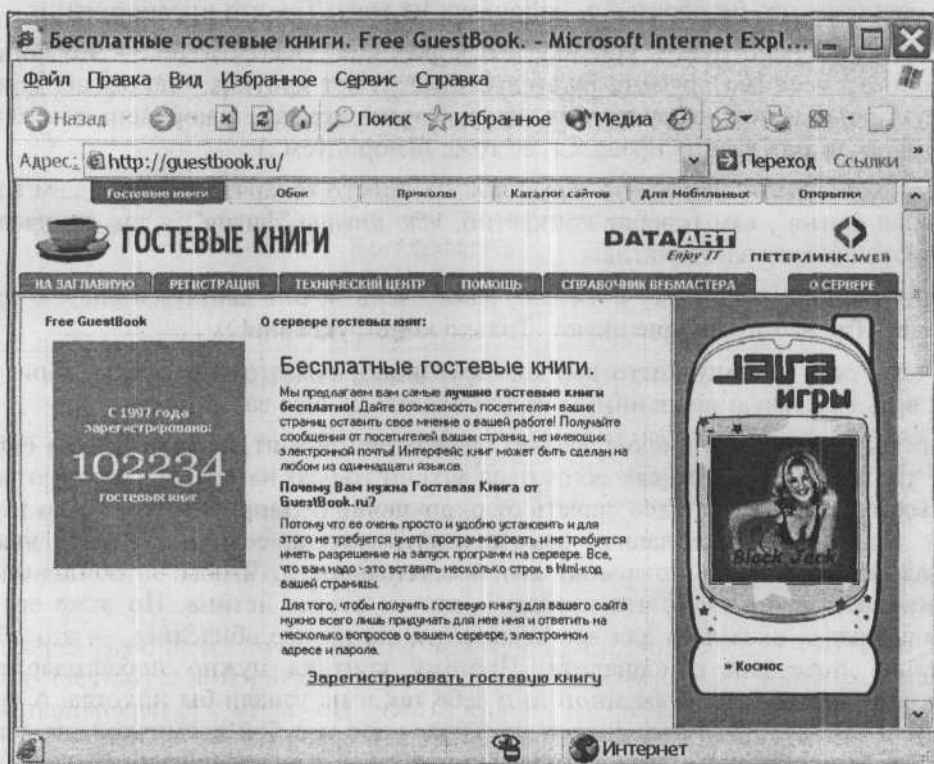 Бесплатные гостевые книги. Free GuestBook. - Microsoft Internet Expl...
Файл Правка Вид Избранное Сервис Справка
Назад Поиск Избранное Медиа
Адрес: http://guestbook.ru/ Переход Ссылки »
Гостевые книги Обои Приколы Каталог сайтов Для Мобильных Открытки
ГОСТЕВЫЕ КНИГИ DATAART
Enjoy IT ПЕТЕРЛИНК.WEB
НА ЗАГЛАВНУЮ РЕГИСТРАЦИЯ ТЕХНИЧЕСКИЙ ЦЕНТР ПОМОЩЬ СПРАВОЧНИК ВЕБМАСТЕРА О СЕРВЕРЕ
Free GuestBook О сервере гостевых книг:
С 1997 года
зарегистрировано:
102234
гостевых книг
Бесплатные гостевые книги.
Мы предлагаем вам самые лучшие гостевые книги
бесплатно! Дайте возможность посетителям ваших
страниц оставить свое мнение о вашей работе! Получайте
сообщения от посетителей ваших страниц, не имеющих
электронной почты! Интерфейс книг может быть сделан на
любом из одиннадцати языков.
Почему Вам нужна Гостевая Книга от
GuestBook.ru?
Потому что ее очень просто и удобно установить и для
этого не требуется уметь программировать и не требуется
иметь разрешение на запуск программ на сервере. Все,
что вам надо - это вставить несколько строк в html-код
вашей страницы.
Для того, чтобы получить гостевую книгу для вашего сайта
нужно всего лишь придумать для нее имя и ответить на
несколько вопросов о вашем сервере, электронном
адресе и пароле.
Зарегистрировать гостевую книгу
Java
игры
Black Jack
» Космос
Интернет